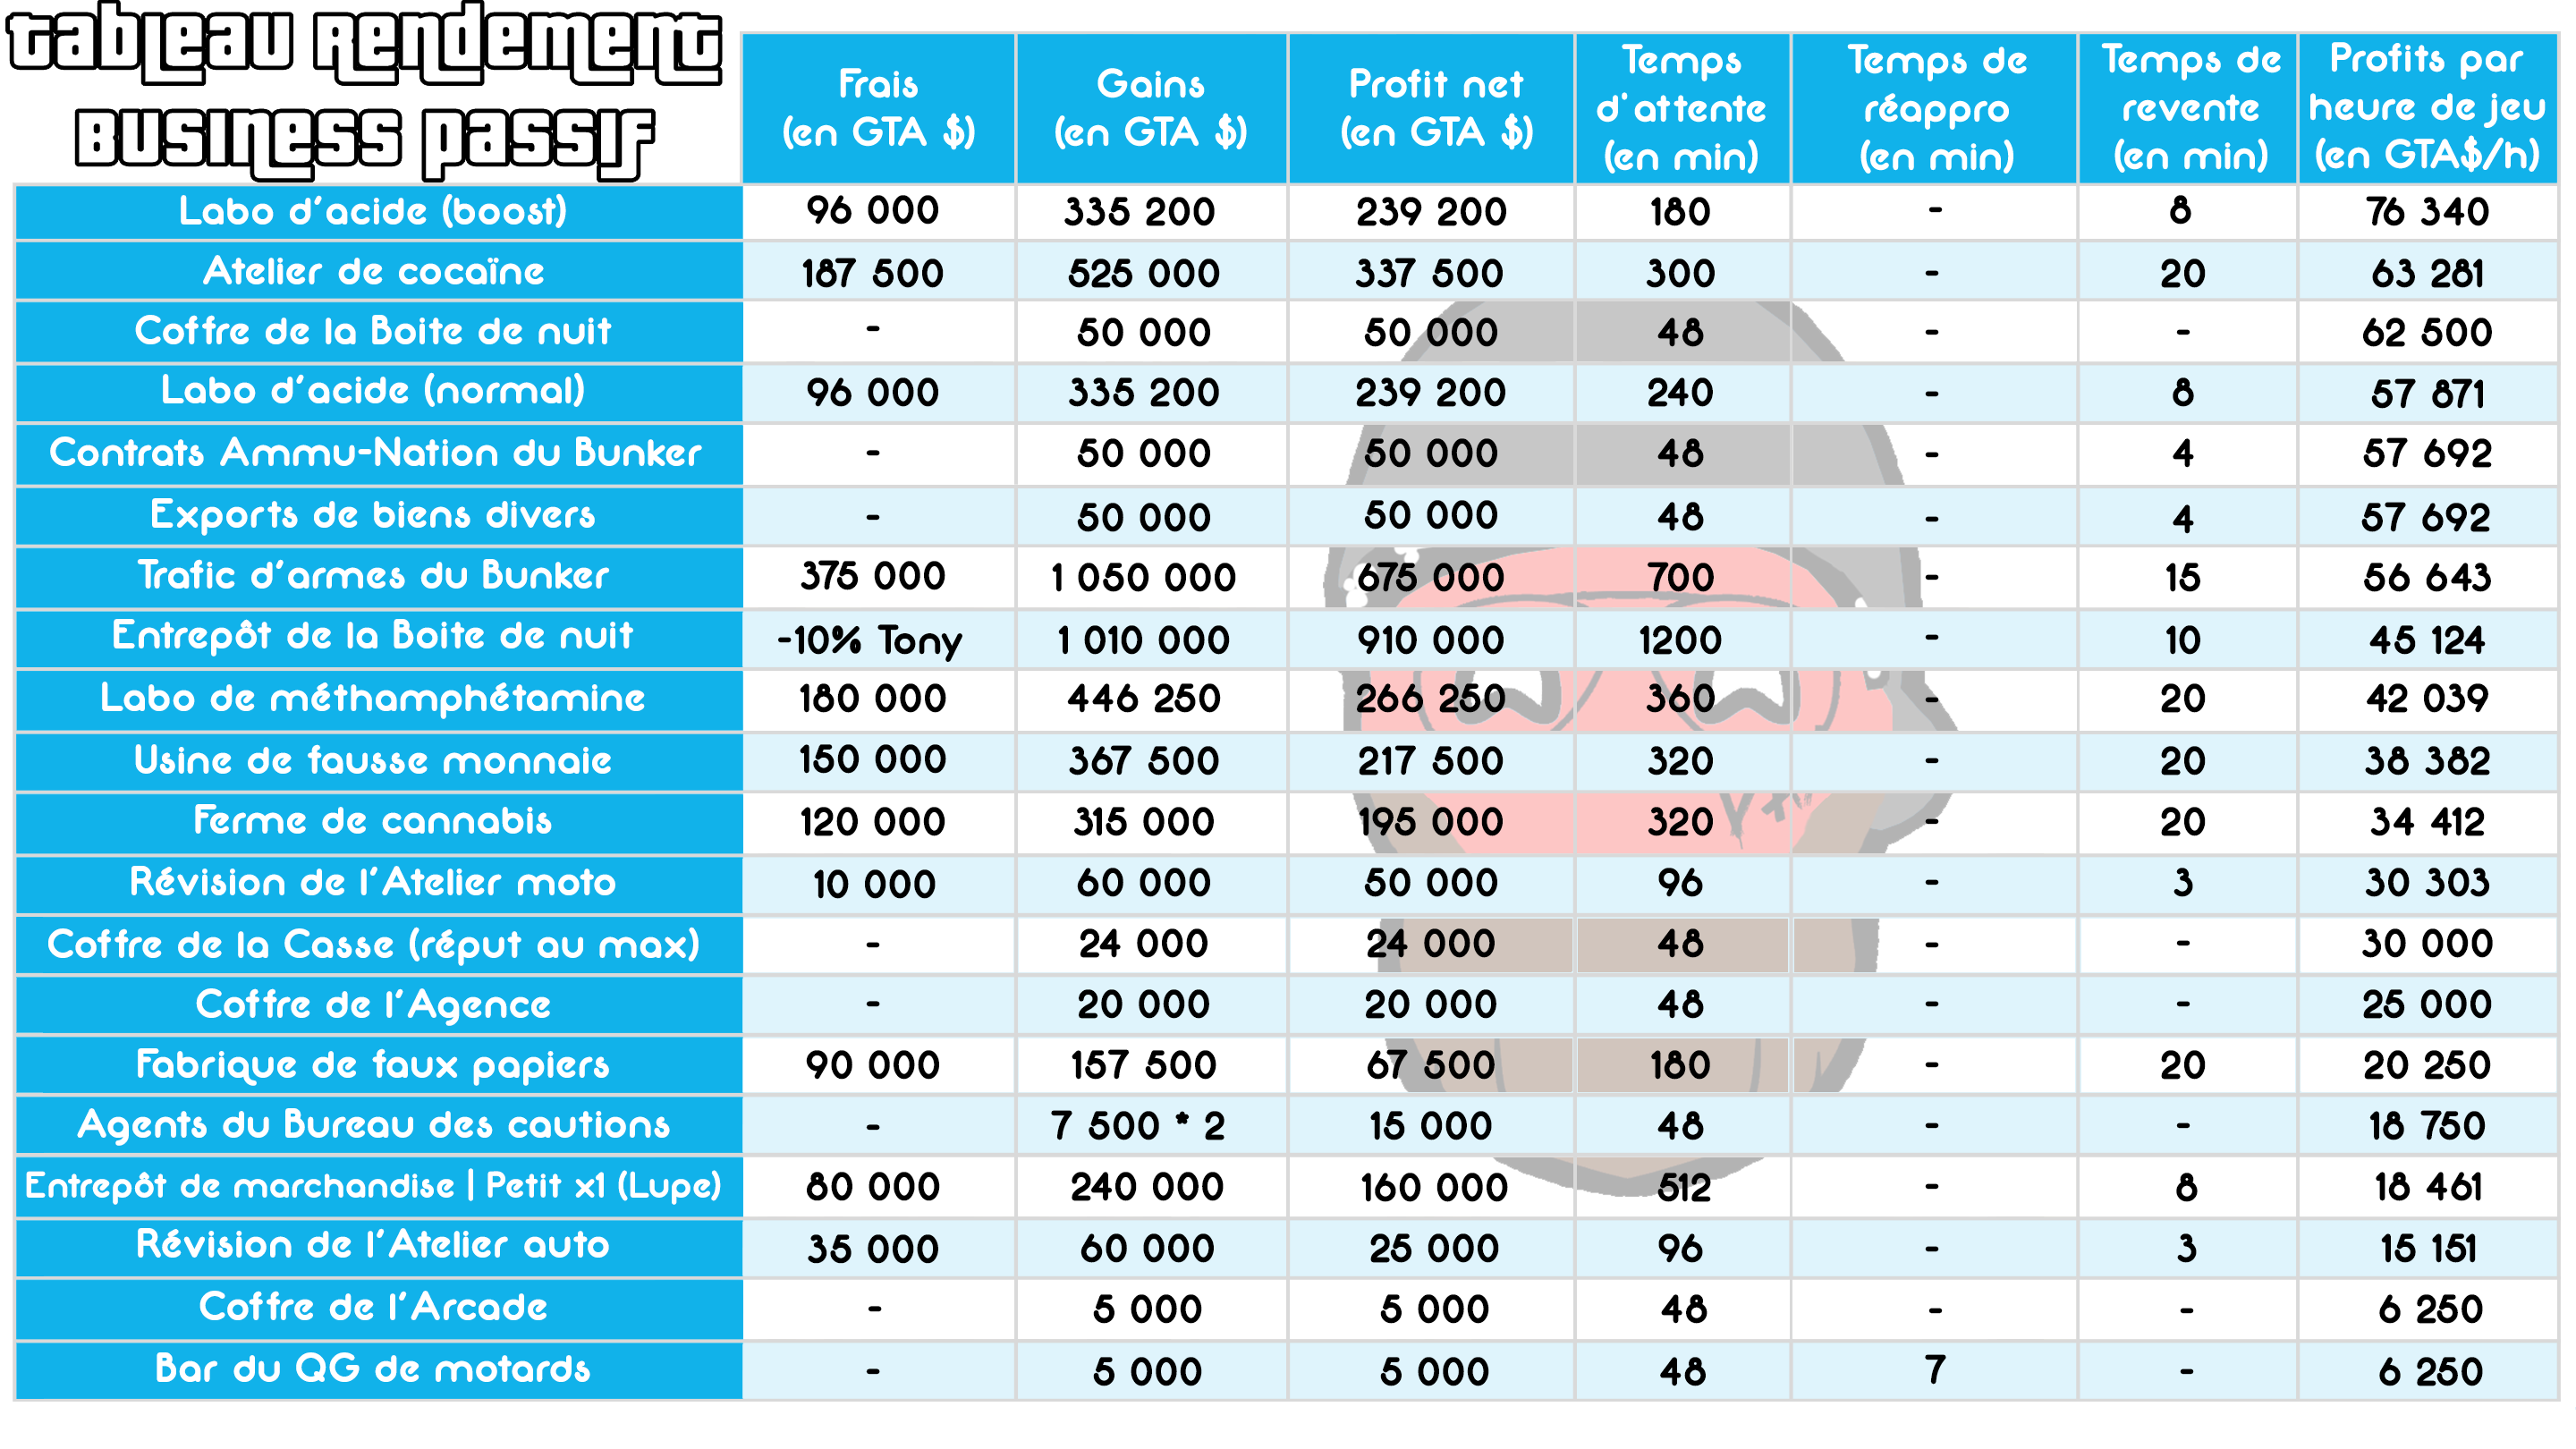 Tableau Rendement
Business Passif
Frais (en GTA $) | Gains (en GTA $) | Profit net (en GTA $) | Temps d'attente (en min) | Temps de réappro (en min) | Temps de revente (en min) | Profits par heure de jeu (en GTA$/h)
Labo d'acide (boost) | 96 000 | 335 200 | 239 200 | 180 | - | 8 | 76 340
Atelier de cocaïne | 187 500 | 525 000 | 337 500 | 300 | - | 20 | 63 281
Coffre de la Boite de nuit | - | 50 000 | 50 000 | 48 | - | - | 62 500
Labo d'acide (normal) | 96 000 | 335 200 | 239 200 | 240 | - | 8 | 57 871
Contrats Ammu-Nation du Bunker | - | 50 000 | 50 000 | 48 | - | 4 | 57 692
Exports de biens divers | - | 50 000 | 50 000 | 48 | - | 4 | 57 692
Trafic d'armes du Bunker | 375 000 | 1 050 000 | 675 000 | 700 | - | 15 | 56 643
Entrepôt de la Boite de nuit | -10% Tony | 1 010 000 | 910 000 | 1200 | - | 10 | 45 124
Labo de méthamphétamine | 180 000 | 446 250 | 266 250 | 360 | - | 20 | 42 039
Usine de fausse monnaie | 150 000 | 367 500 | 217 500 | 320 | - | 20 | 38 382
Ferme de cannabis | 120 000 | 315 000 | 195 000 | 320 | - | 20 | 34 412
Révision de l'Atelier moto | 10 000 | 60 000 | 50 000 | 96 | - | 3 | 30 303
Coffre de la Casse (réput au max) | - | 24 000 | 24 000 | 48 | - | - | 30 000
Coffre de l'Agence | - | 20 000 | 20 000 | 48 | - | - | 25 000
Fabrique de faux papiers | 90 000 | 157 500 | 67 500 | 180 | - | 20 | 20 250
Agents du Bureau des cautions | - | 7 500 * 2 | 15 000 | 48 | - | - | 18 750
Entrepôt de marchandise | Petit x1 (Lupe) | 80 000 | 240 000 | 160 000 | 512 | - | 8 | 18 461
Révision de l'Atelier auto | 35 000 | 60 000 | 25 000 | 96 | - | 3 | 15 151
Coffre de l'Arcade | - | 5 000 | 5 000 | 48 | - | - | 6 250
Bar du QG de motards | - | 5 000 | 5 000 | 48 | 7 | - | 6 250